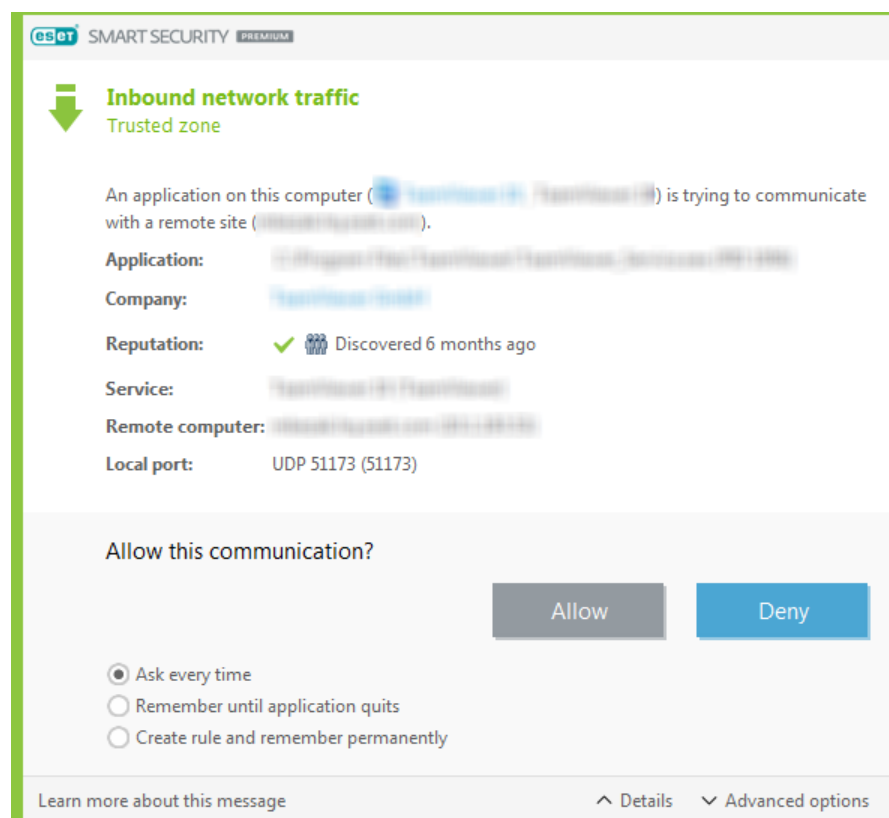 eset SMART SECURITY PREMIUM
Inbound network traffic
Trusted zone
An application on this computer ( ) is trying to communicate
with a remote site ( ).
Application:
Company:
Reputation: Discovered 6 months ago
Service:
Remote computer:
Local port: UDP 51173 (51173)
Allow this communication?
Allow Deny
Ask every time
Remember until application quits
Create rule and remember permanently
Learn more about this message Details Advanced options